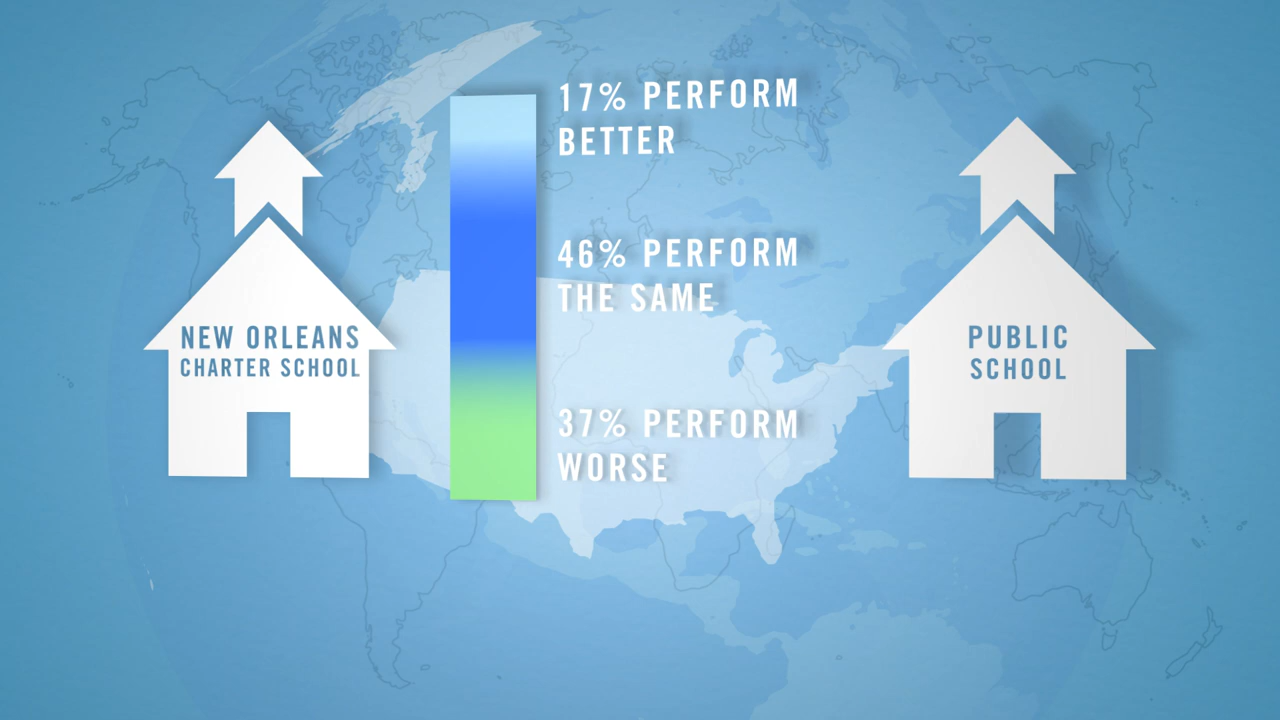 NEW ORLEANS
CHARTER SCHOOL
17% PERFORM
BETTER
46% PERFORM
THE SAME
37% PERFORM
WORSE
PUBLIC
SCHOOL